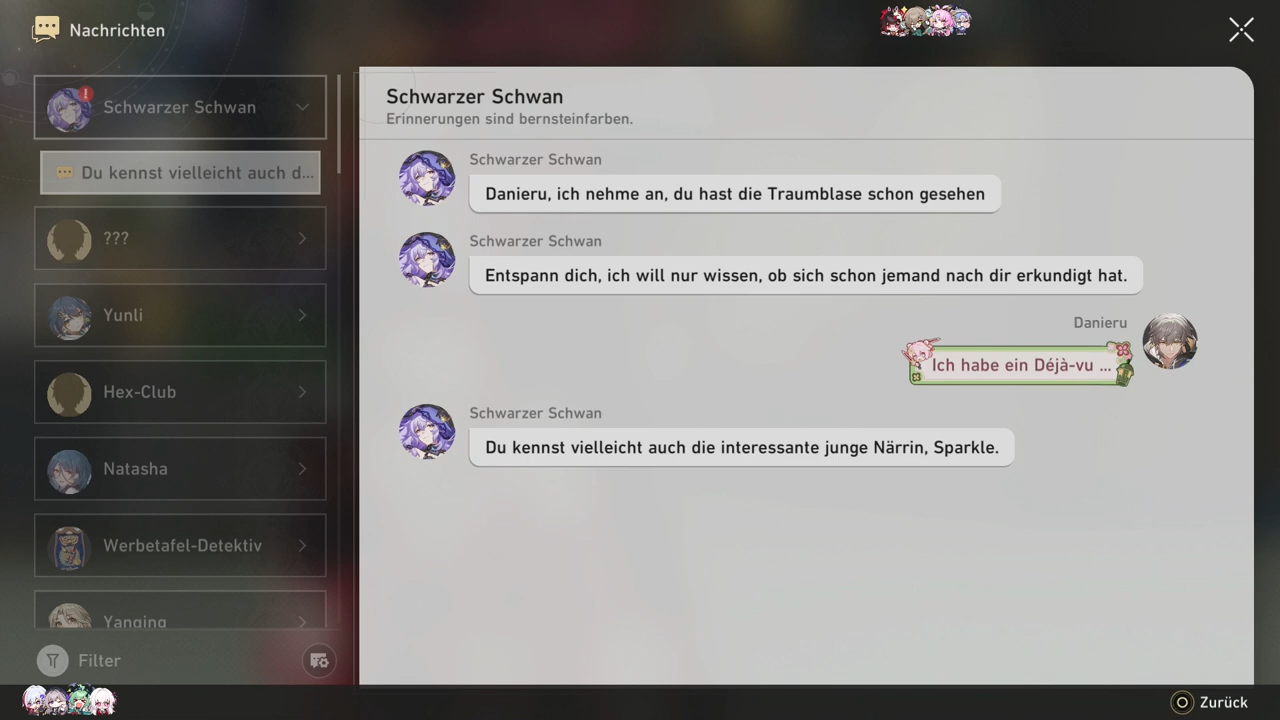 Nachrichten
Schwarzer Schwan
Du kennst vielleicht auch d...
???
Yunli
Hex-Club
Natasha
Werbetafel-Detektiv
Yanqing
Filter
Schwarzer Schwan
Erinnerungen sind bernsteinfarben.
Schwarzer Schwan
Danieru, ich nehme an, du hast die Traumblase schon gesehen
Schwarzer Schwan
Entspann dich, ich will nur wissen, ob sich schon jemand nach dir erkundigt hat.
Danieru
Ich habe ein Déjà-vu ...
Schwarzer Schwan
Du kennst vielleicht auch die interessante junge Närrin, Sparkle.
Zurück